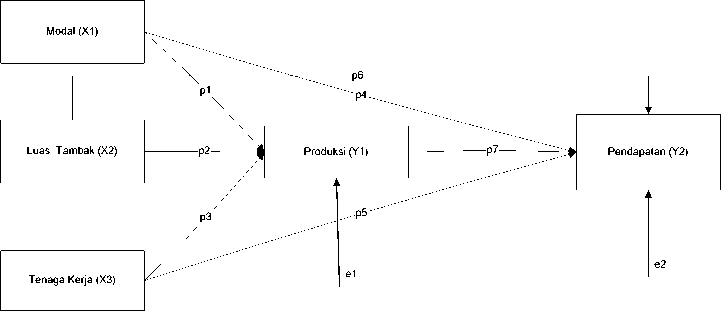 Modal (X1)
p6
p1
p4
Luas Tambak (X2)
p2
Produksi (Y1)
p7
Pendapatan (Y2)
p3
p5
Tenaga Kerja (X3)
e1
e2